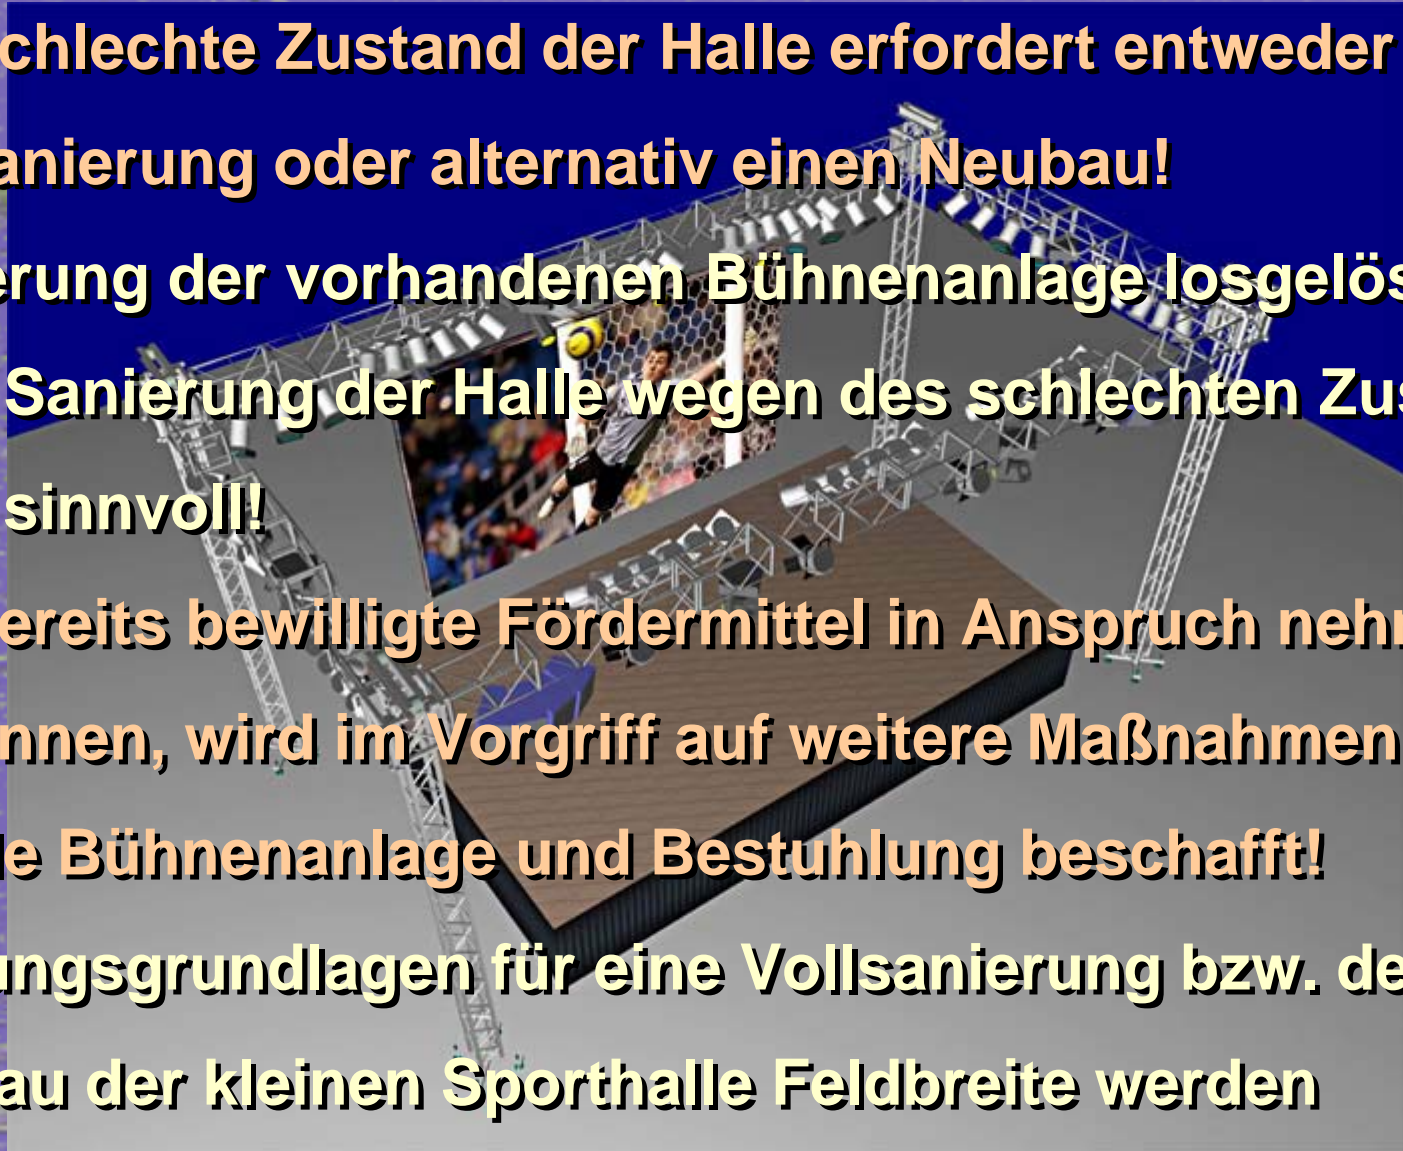 chlechte Zustand der Halle erfordert entweder
anierung oder alternativ einen Neubau!
erung der vorhandenen Bühnenanlage losgelös
Sanierung der Halle wegen des schlechten Zus
sinnvoll!
ereits bewilligte Fördermittel in Anspruch nehm
nnen, wird im Vorgriff auf weitere Maßnahmen
le Bühnenanlage und Bestuhlung beschafft!
ungsgrundlagen für eine Vollsanierung bzw. de
au der kleinen Sporthalle Feldbreite werden